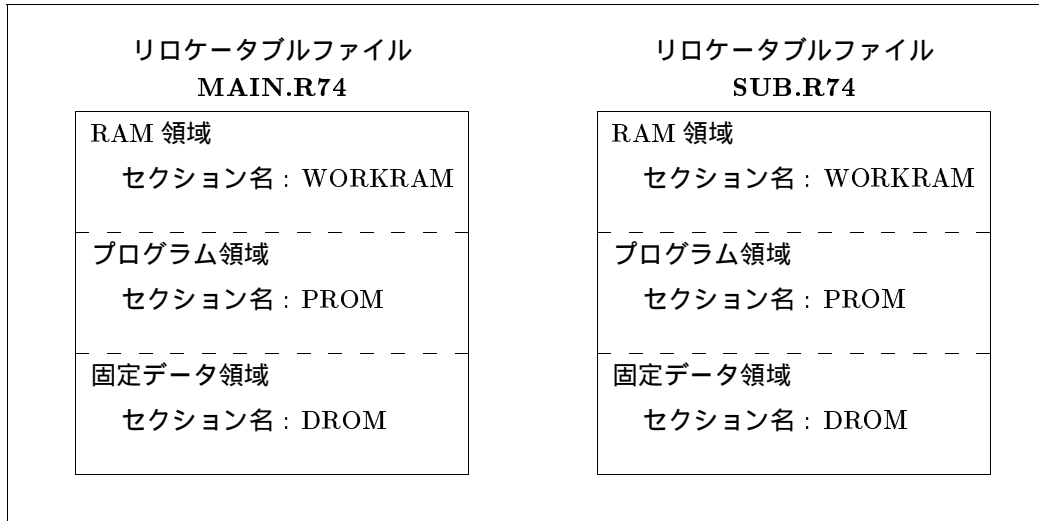 リロケータブルファイル
MAIN.R74
RAM 領域
セクション名 : WORKRAM
プログラム領域
セクション名 : PROM
固定データ領域
セクション名 : DROM
リロケータブルファイル
SUB.R74
RAM 領域
セクション名 : WORKRAM
プログラム領域
セクション名 : PROM
固定データ領域
セクション名 : DROM